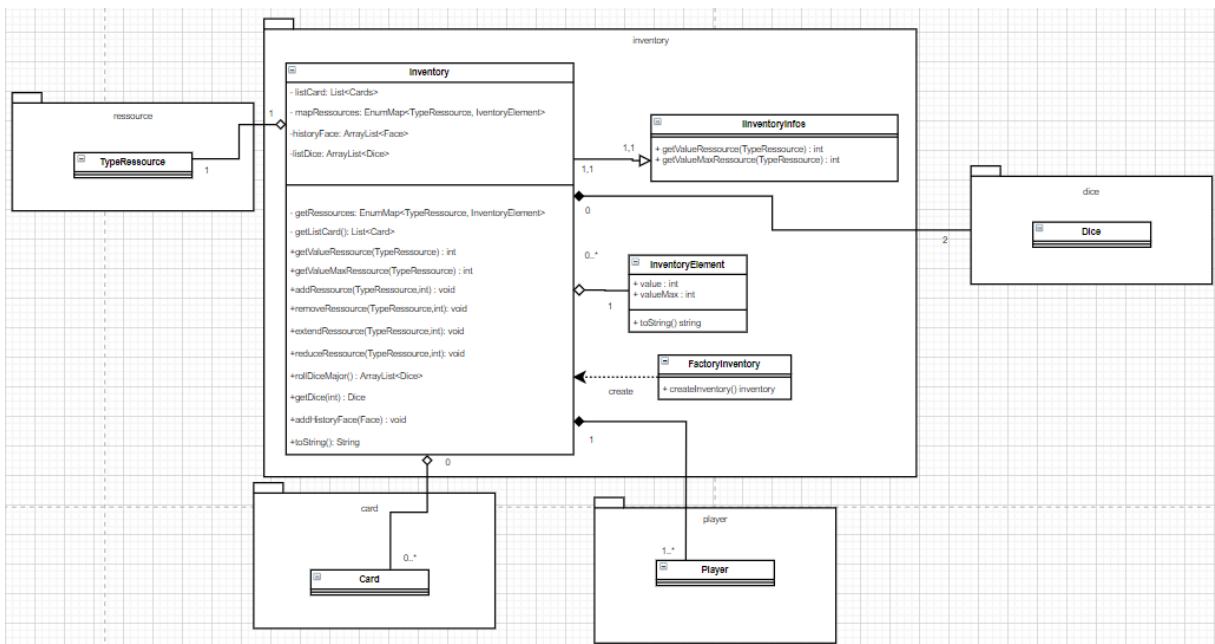 inventory
Inventory
- listCard: List<Cards>
- mapRessources: EnumMap<TypeRessource, IventoryElement>
-historyFace: ArrayList<Face>
-listDice: ArrayList<Dice>
- getRessources: EnumMap<TypeRessource, InventoryElement>
- getListCard(): List<Card>
+getValueRessource(TypeRessource) : int
+getValueMaxRessource(TypeRessource) : int
+addRessource(TypeRessource,int) : void
+removeRessource(TypeRessource,int): void
+extendRessource(TypeRessource,int): void
+reduceRessource(TypeRessource,int): void
+rollDiceMajor() : ArrayList<Dice>
+getDice(int) : Dice
+addHistoryFace(Face) : void
+toString(): String
ressource
TypeRessource
1
1
IInventoryInfos
+ getValueRessource(TypeRessource) : int
+ getValueMaxRessource(TypeRessource) : int
1,1
1,1
dice
Dice
0
2
InventoryElement
+ value : int
+ valueMax : int
+ toString() string
0..*
1
FactoryInventory
+ createInventory() inventory
create
1
0
card
Card
0..*
player
Player
1..*